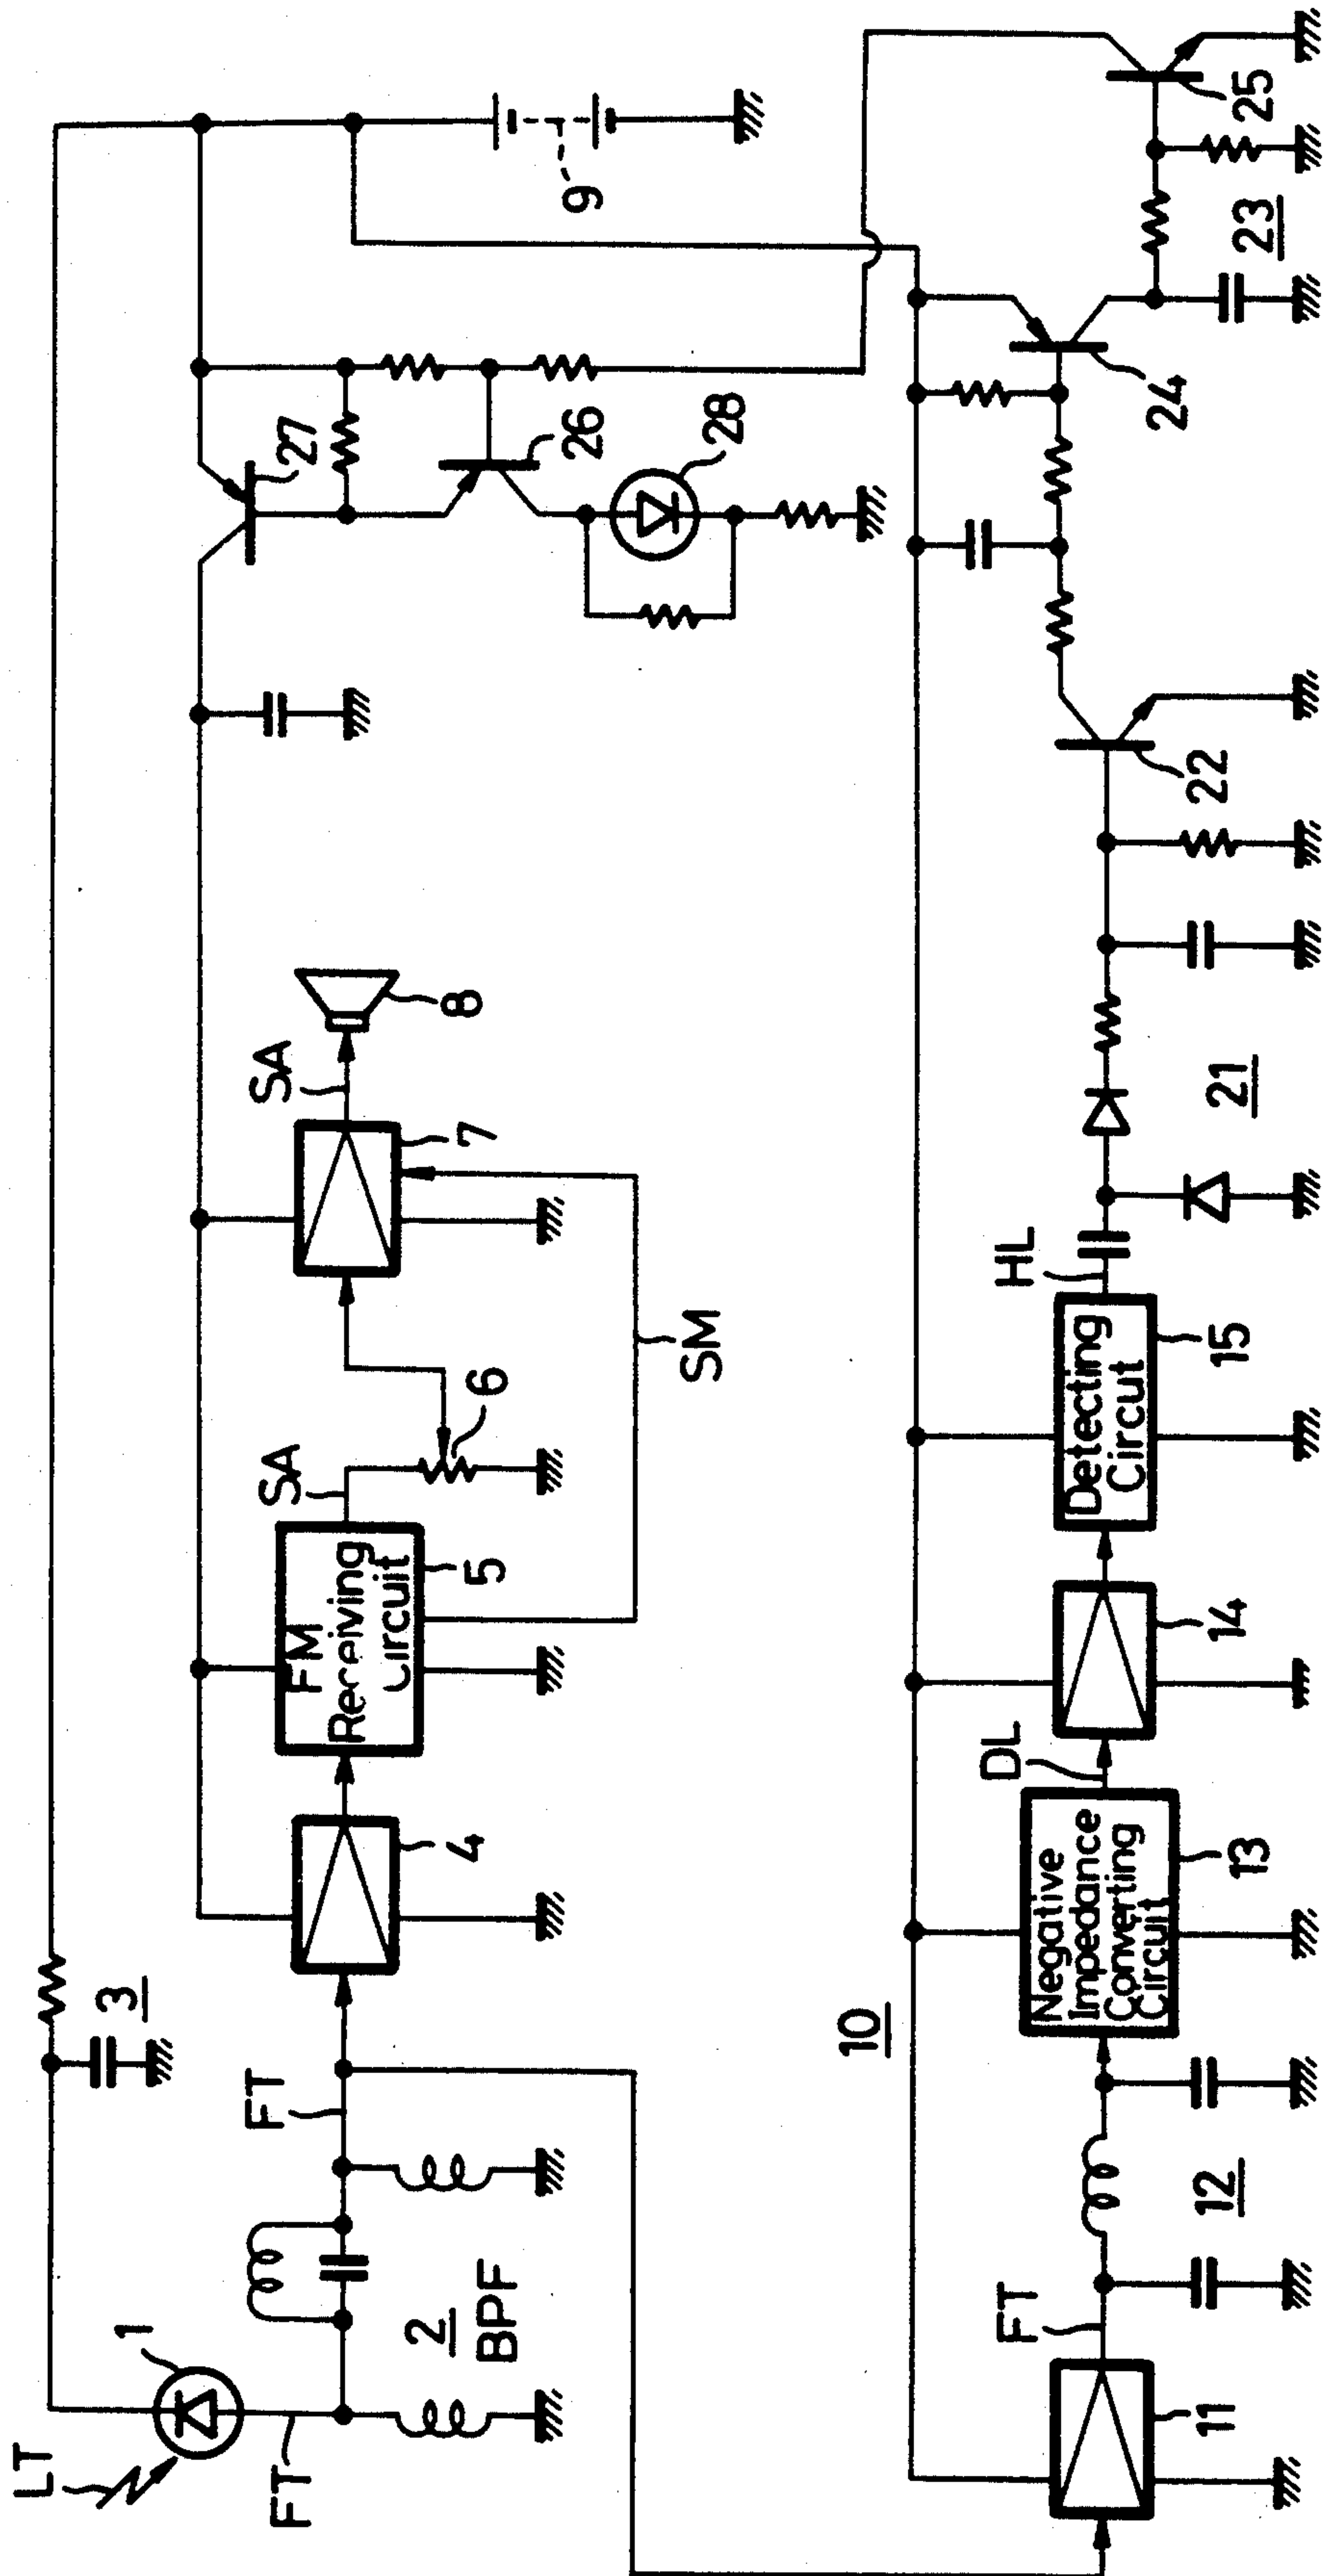 LT
1
FT
2
BPF
3
FT
4
FM
Receiving
Circuit
5
SA
6
SM
SA
7
8
27
26
28
9
10
FT
11
12
Negative
Impedance
Converting
Circuit
13
DL
14
Detecting
Circut
15
HL
21
22
24
23
25